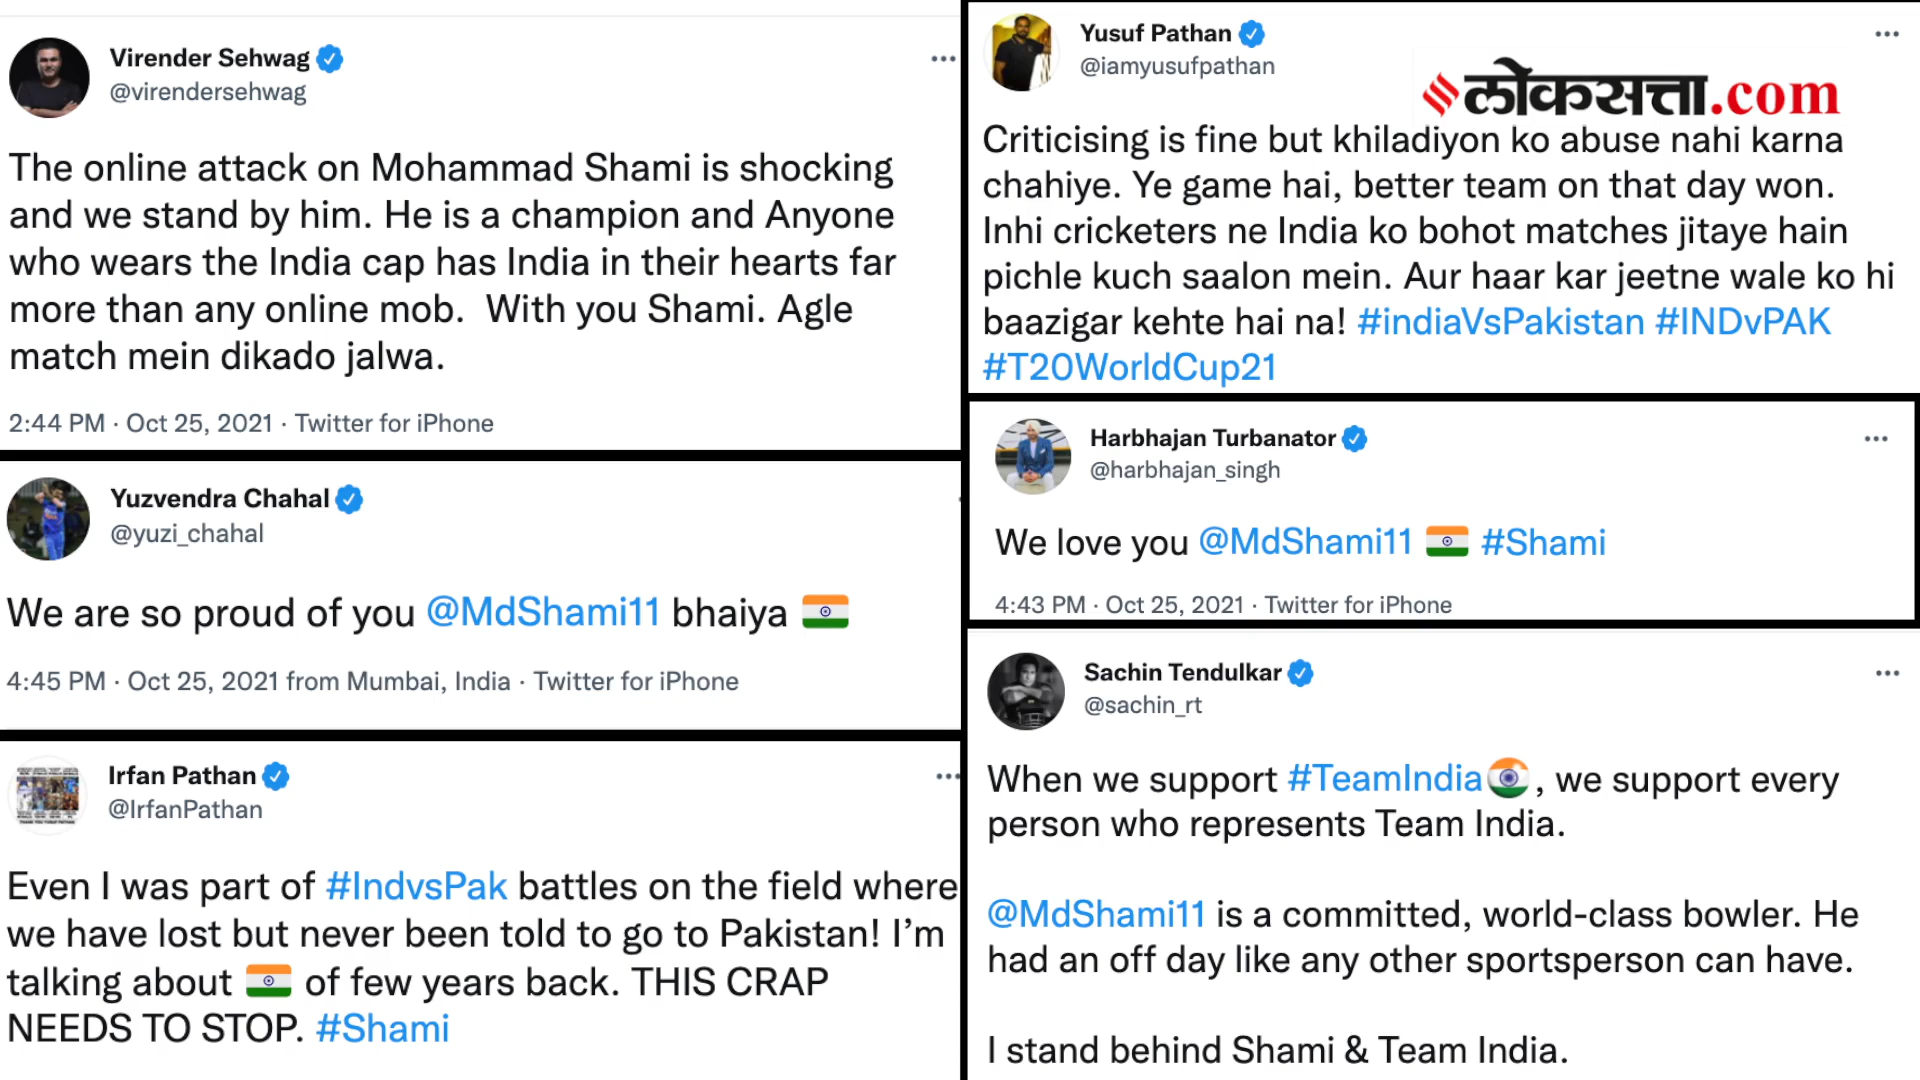 Virender Sehwag
@virendersehwag
The online attack on Mohammad Shami is shocking
and we stand by him. He is a champion and Anyone
who wears the India cap has India in their hearts far
more than any online mob.  With you Shami. Agle
match mein dikado jalwa.
2:44 PM · Oct 25, 2021 · Twitter for iPhone
Yuzvendra Chahal
@yuzi_chahal
We are so proud of you @MdShami11 bhaiya 🇮🇳
4:45 PM · Oct 25, 2021 from Mumbai, India · Twitter for iPhone
Irfan Pathan
@IrfanPathan
Even I was part of #IndvsPak battles on the field where
we have lost but never been told to go to Pakistan! I’m
talking about 🇮🇳 of few years back. THIS CRAP
NEEDS TO STOP. #Shami
Yusuf Pathan
@iamyusufpathan
लोकसत्ता.com
Criticising is fine but khiladiyon ko abuse nahi karna
chahiye. Ye game hai, better team on that day won.
Inhi cricketers ne India ko bohot matches jitaye hain
pichle kuch saalon mein. Aur haar kar jeetne wale ko hi
baazigar kehte hai na! #indiaVsPakistan #INDvPAK
#T20WorldCup21
Harbhajan Turbanator
@harbhajan_singh
We love you @MdShami11 🇮🇳 #Shami
4:43 PM · Oct 25, 2021 · Twitter for iPhone
Sachin Tendulkar
@sachin_rt
When we support #TeamIndia, we support every
person who represents Team India.
@MdShami11 is a committed, world-class bowler. He
had an off day like any other sportsperson can have.
I stand behind Shami & Team India.